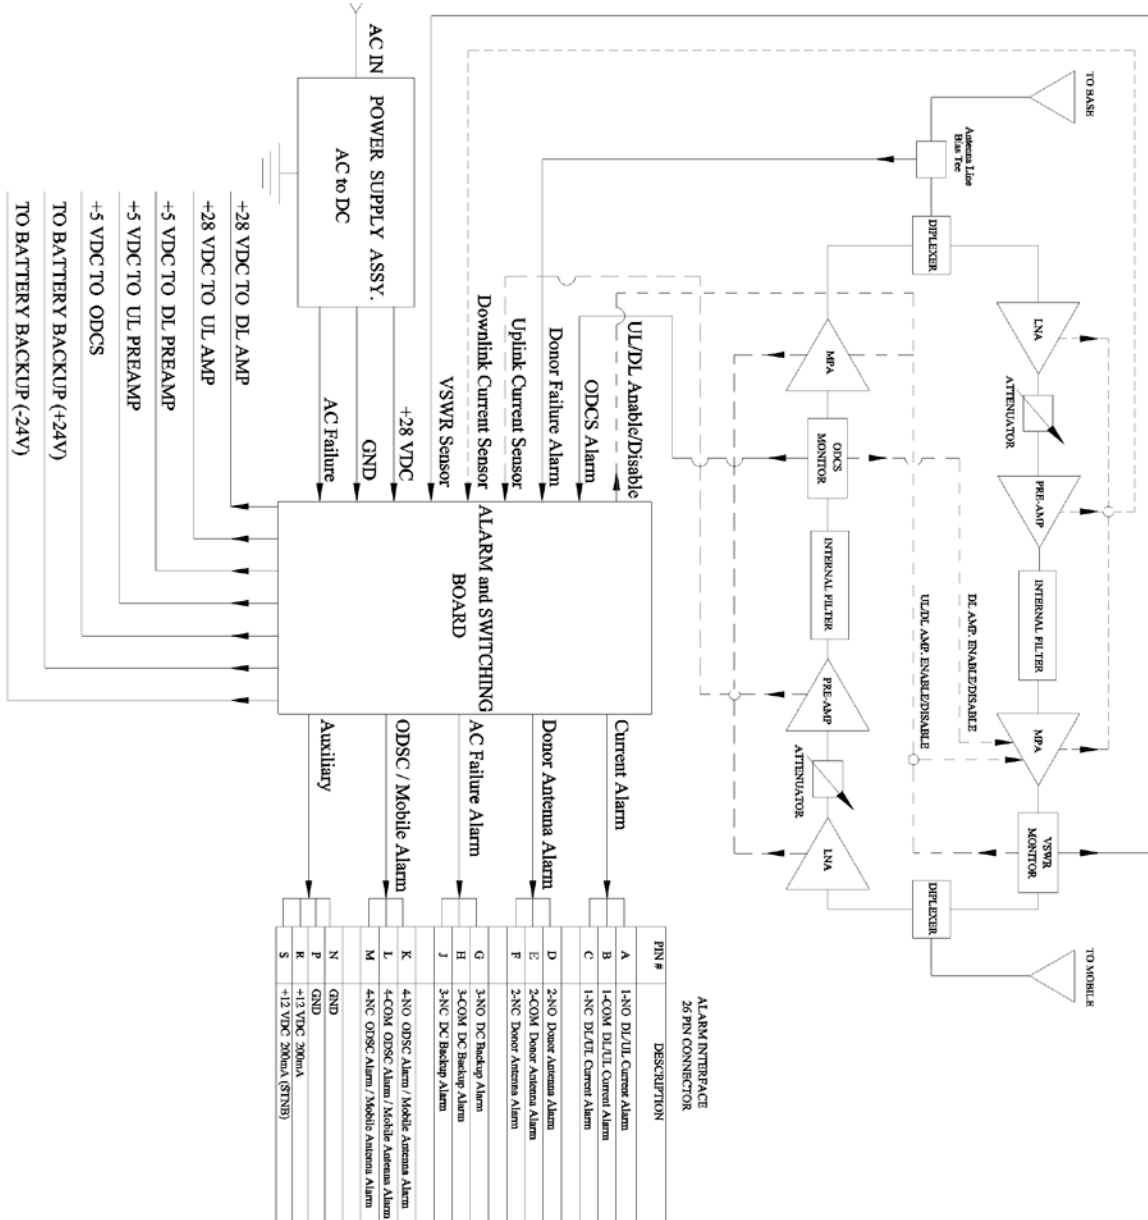 TO BASE
Antenna Line
Bias Tee
DIPLEXER
LNA
ATTENUATOR
PRE-AMP
INTERNAL FILTER
MPA
VSWR
MONITOR
DIPLEXER
TO MOBILE
DL AMP. ENABLE/DISABLE
UL/DL AMP. ENABLE/DISABLE
MPA
ODCS
MONITOR
INTERNAL FILTER
PRE-AMP
ATTENUATOR
LNA
AC IN
POWER SUPPLY ASSY.
AC to DC
UL/DL Anable/Disable
ODCS Alarm
Donor Failure Alarm
Uplink Current Sensor
Downlink Current Sensor
VSWR Sensor
+28 VDC
GND
AC Failure
ALARM and SWITCHING
BOARD
+28 VDC TO DL AMP
+28 VDC TO UL AMP
+5 VDC TO DL PREAMP
+5 VDC TO UL PREAMP
+5 VDC TO ODCS
TO BATTERY BACKUP (+24V)
TO BATTERY BACKUP (-24V)
Current Alarm
Donor Antenna Alarm
AC Failure Alarm
ODSC / Mobile Alarm
Auxiliary
ALARM INTERFACE
26 PIN CONNECTOR
PIN # DESCRIPTION
A 1-NO DL/UL Current Alarm
B 1-COM DL/UL Current Alarm
C 1-NC DL/UL Current Alarm
D 2-NO Donor Antenna Alarm
E 2-COM Donor Antenna Alarm
F 2-NC Donor Antenna Alarm
G 3-NO DC Backup Alarm
H 3-COM DC Backup Alarm
J 3-NC DC Backup Alarm
K 4-NO ODSC Alarm / Mobile Antenna Alarm
L 4-COM ODSC Alarm / Mobile Antenna Alarm
M 4-NC ODSC Alarm / Mobile Antenna Alarm
N GND
P GND
R +12 VDC 200mA
S +12 VDC 200mA (STNB)